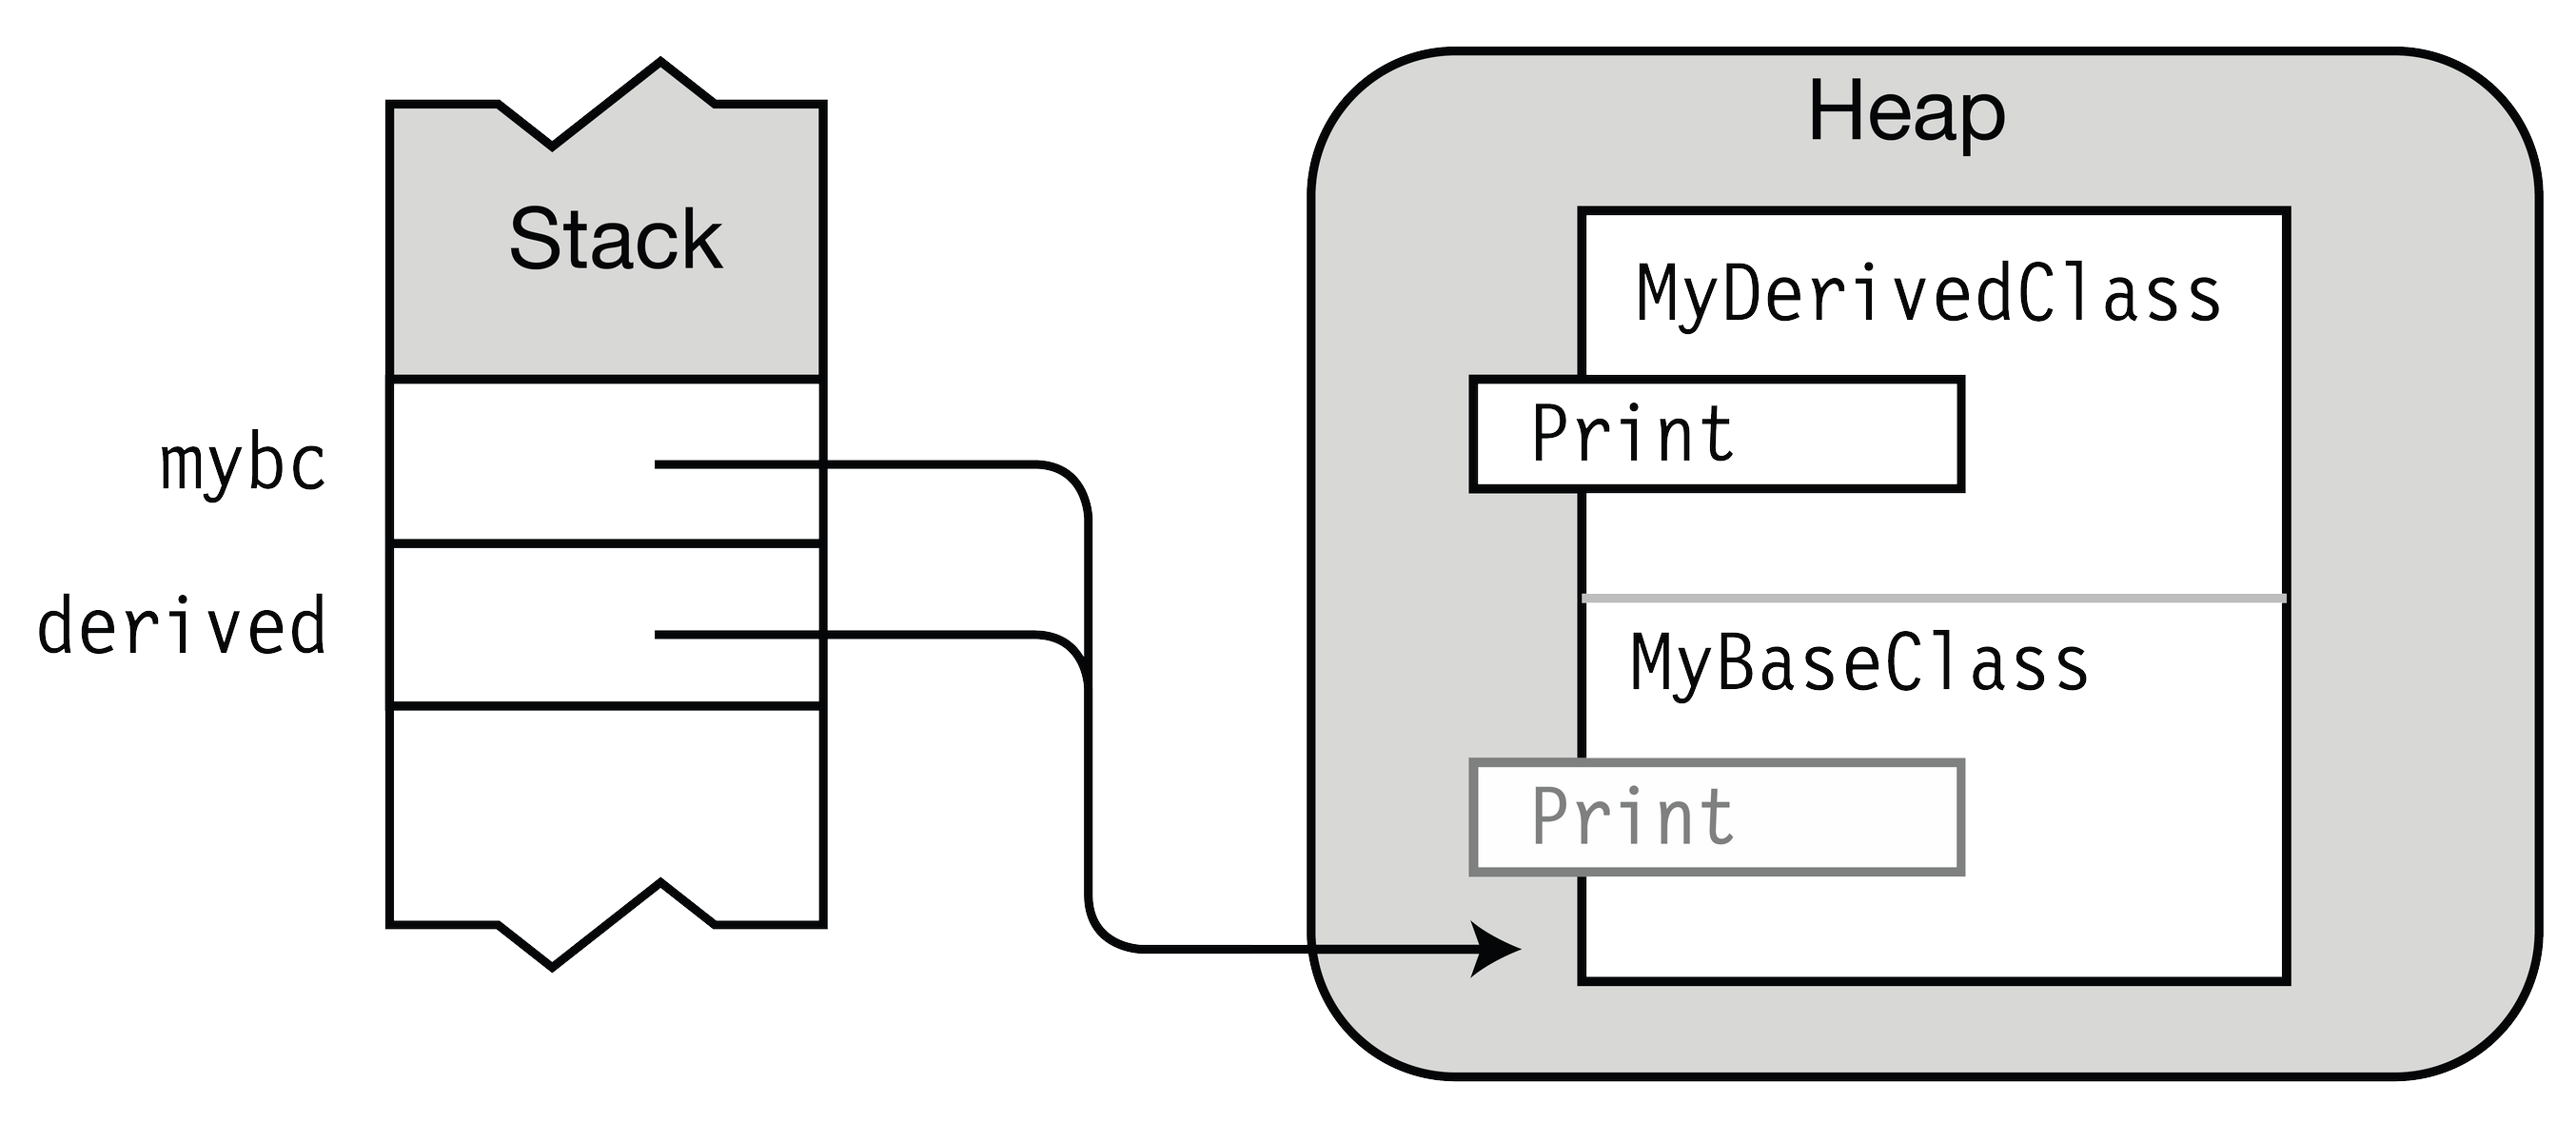 Stack
mybc
derived
Heap
MyDerivedClass
Print
MyBaseClass
Print